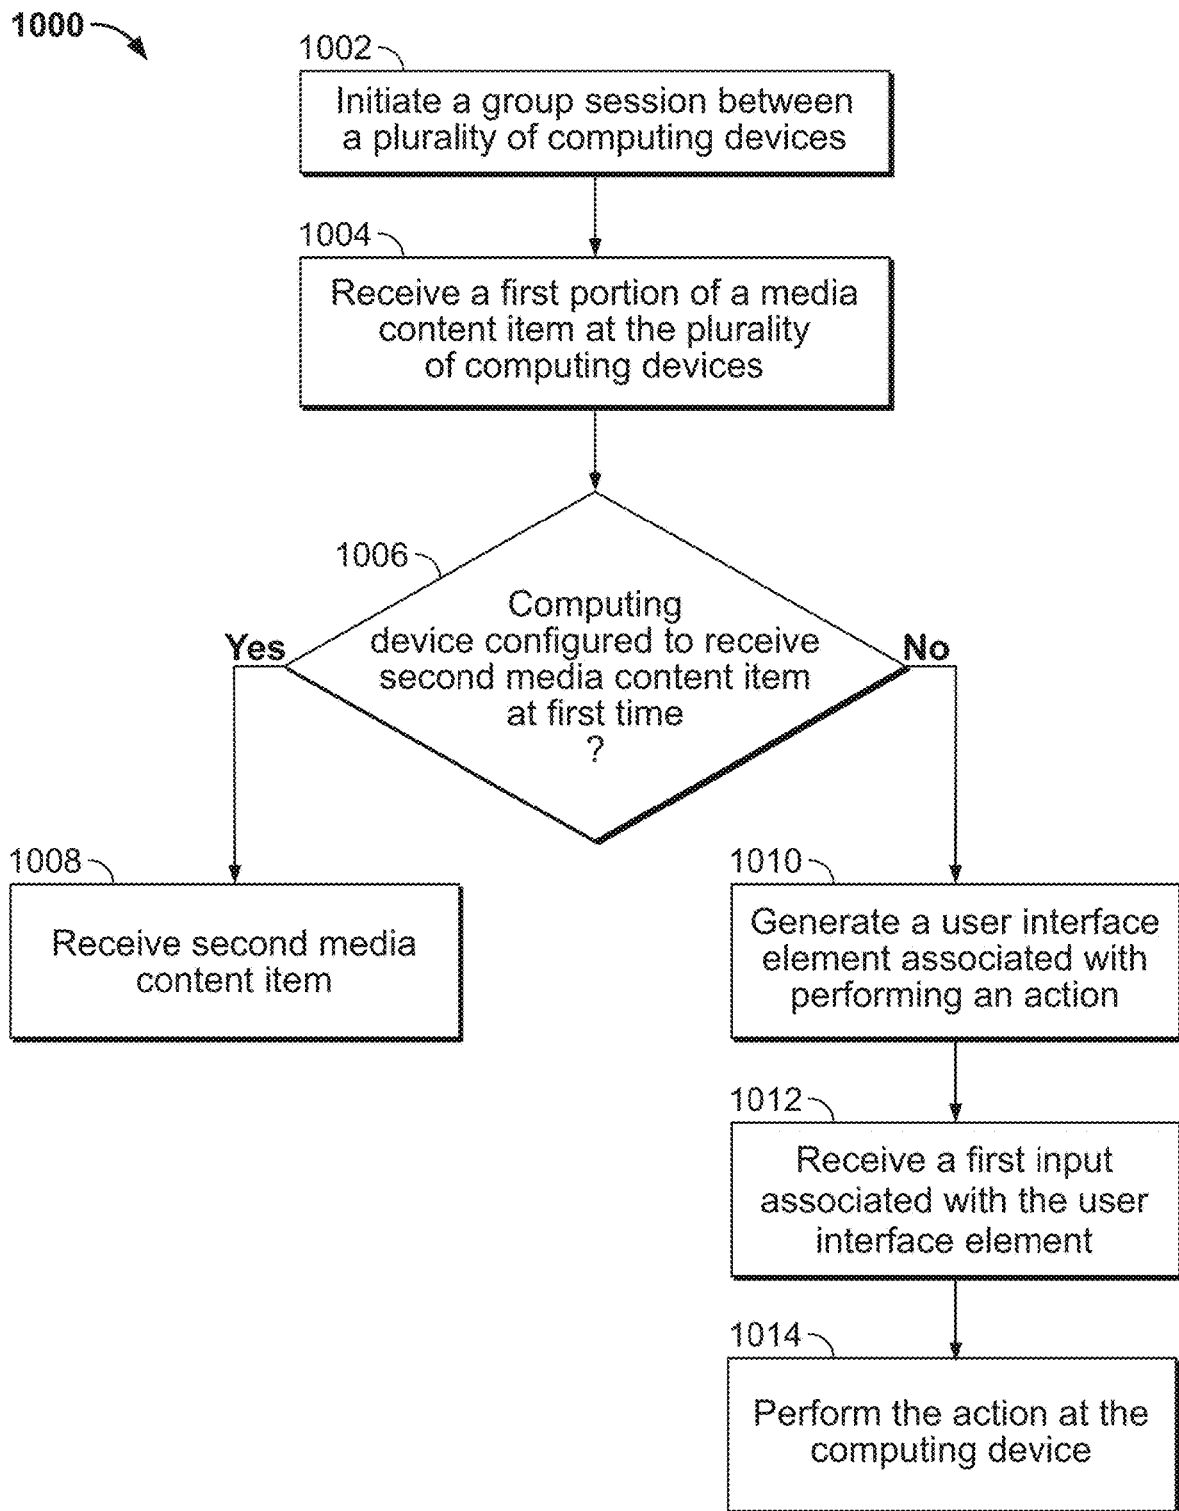 1000
1002
Initiate a group session between
a plurality of computing devices
1004
Receive a first portion of a media
content item at the plurality
of computing devices
1006
Computing
device configured to receive
second media content item
at first time
?
Yes
No
1008
Receive second media
content item
1010
Generate a user interface
element associated with
performing an action
1012
Receive a first input
associated with the user
interface element
1014
Perform the action at the
computing device